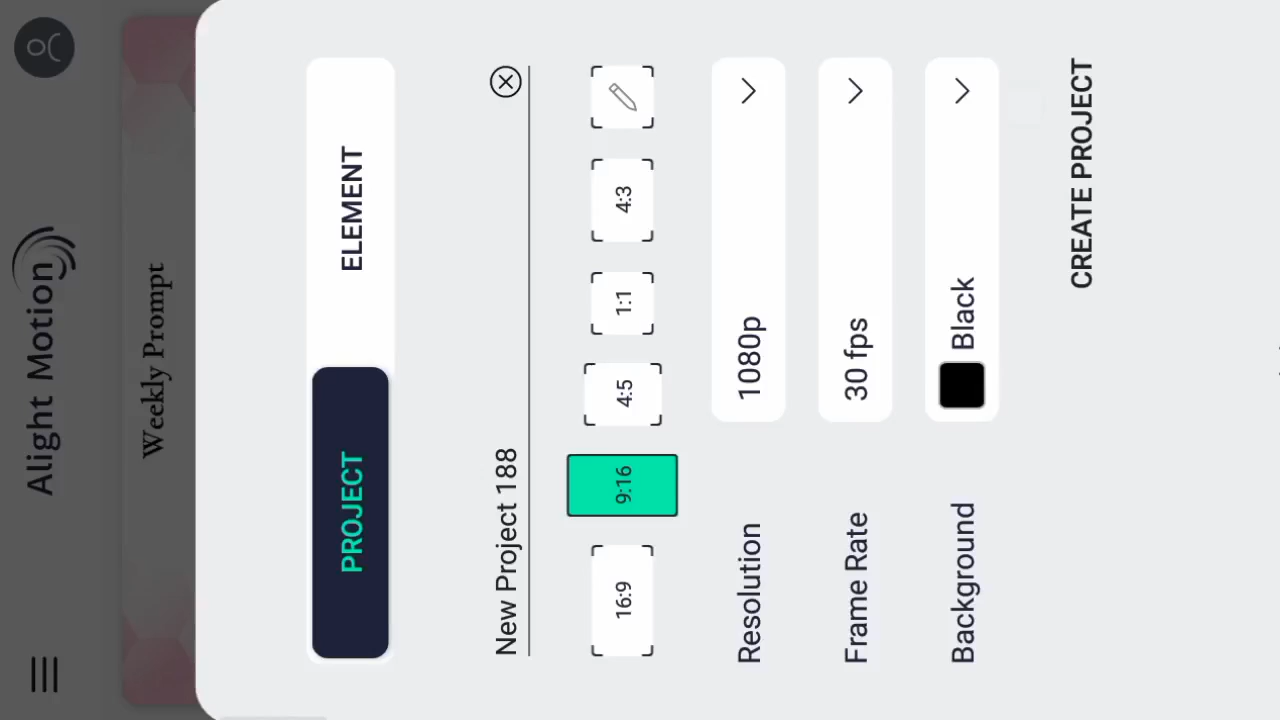 Alight Motion
Weekly Prompt
PROJECT ELEMENT
New Project 188
16:9 9:16 4:5 1:1 4:3
Resolution 1080p
Frame Rate 30 fps
Background Black
CREATE PROJECT